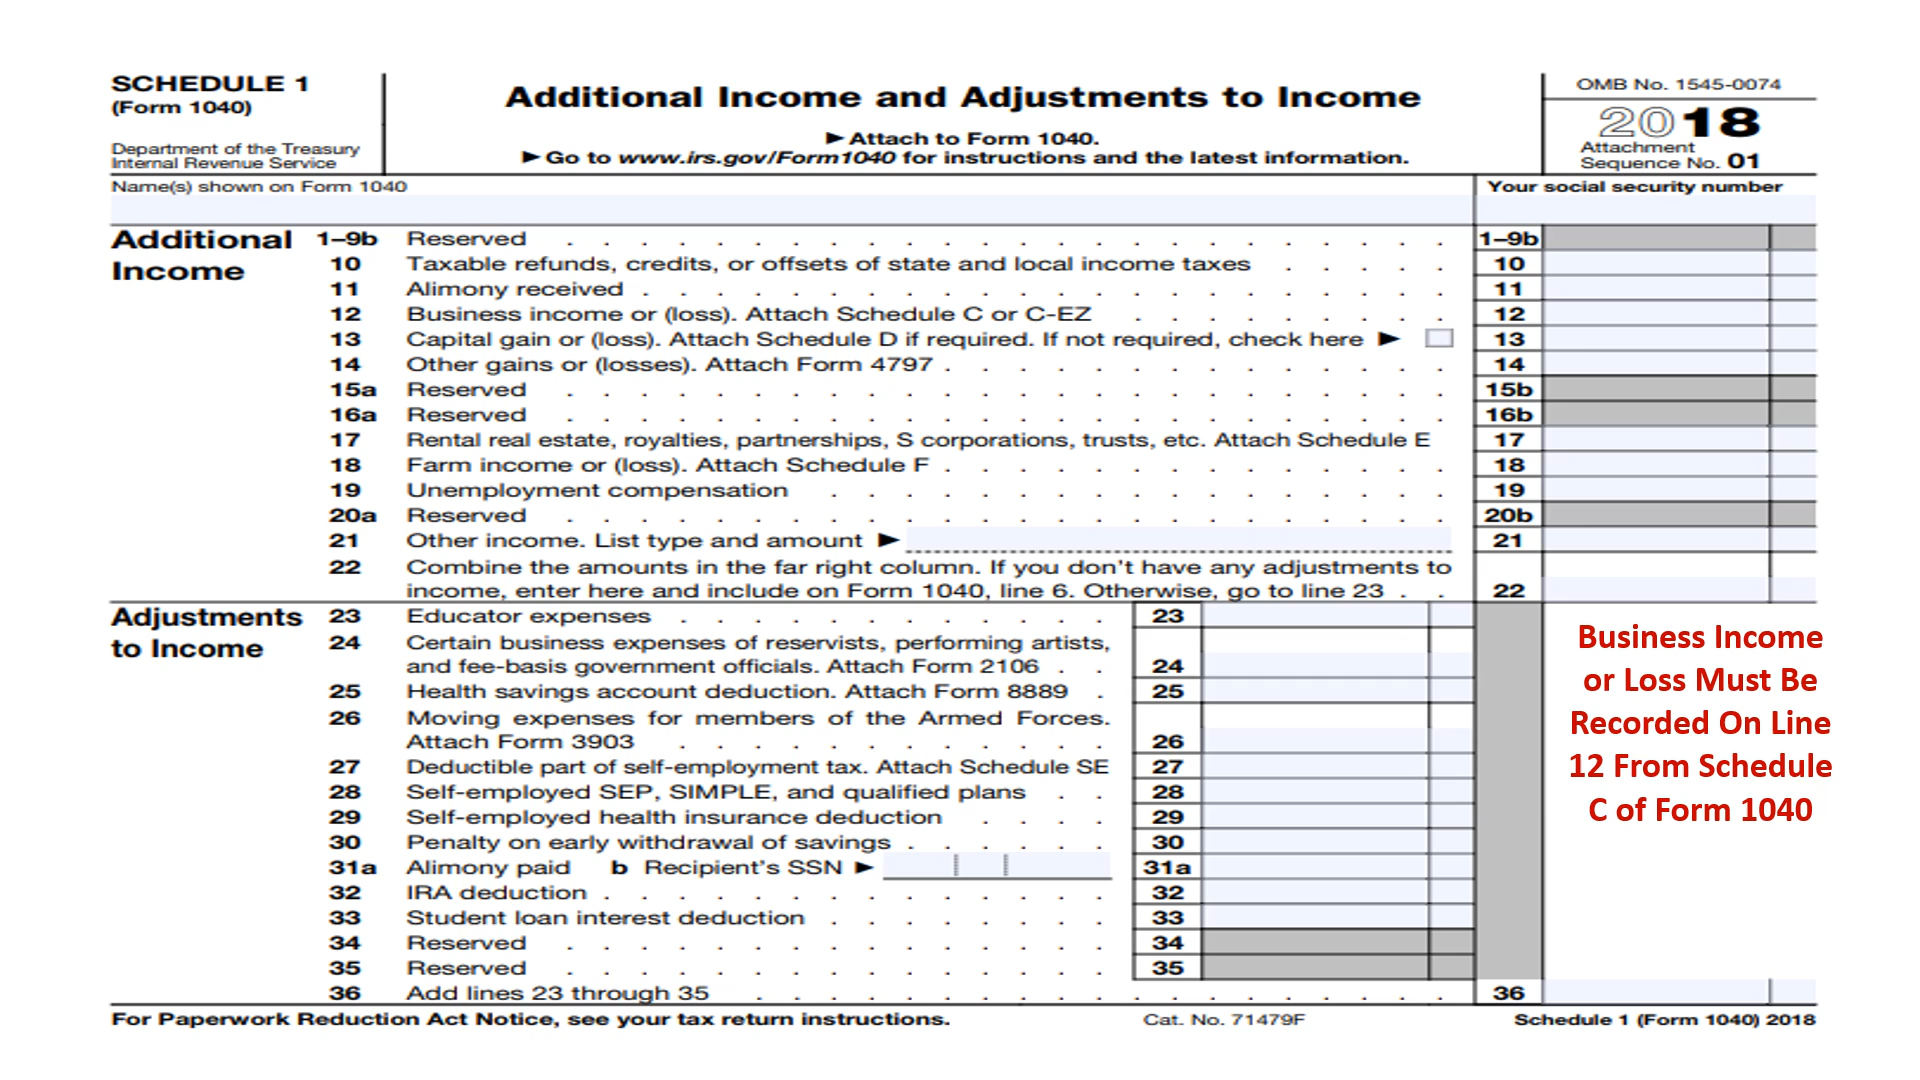 SCHEDULE 1
(Form 1040)
Department of the Treasury
Internal Revenue Service
Additional Income and Adjustments to Income
► Attach to Form 1040.
► Go to www.irs.gov/Form1040 for instructions and the latest information.
OMB No. 1545-0074
2018
Attachment
Sequence No. 01
Name(s) shown on Form 1040
Your social security number
Additional
Income
1–9b Reserved . . . . . . . . . . . . . . . . . . . . . . . . 1–9b
10 Taxable refunds, credits, or offsets of state and local income taxes . . . . . 10
11 Alimony received . . . . . . . . . . . . . . . . . . . . . . 11
12 Business income or (loss). Attach Schedule C or C-EZ . . . . . . . . . 12
13 Capital gain or (loss). Attach Schedule D if required. If not required, check here ► 13
14 Other gains or (losses). Attach Form 4797 . . . . . . . . . . . . . . 14
15a Reserved . . . . . . . . . . . . . . . . . . . . . . . . 15b
16a Reserved . . . . . . . . . . . . . . . . . . . . . . . . 16b
17 Rental real estate, royalties, partnerships, S corporations, trusts, etc. Attach Schedule E 17
18 Farm income or (loss). Attach Schedule F . . . . . . . . . . . . . . 18
19 Unemployment compensation . . . . . . . . . . . . . . . . . 19
20a Reserved . . . . . . . . . . . . . . . . . . . . . . . . 20b
21 Other income. List type and amount ► 21
22 Combine the amounts in the far right column. If you don’t have any adjustments to
income, enter here and include on Form 1040, line 6. Otherwise, go to line 23 . . 22
Adjustments
to Income
23 Educator expenses . . . . . . . . . . . . 23
24 Certain business expenses of reservists, performing artists,
and fee-basis government officials. Attach Form 2106 . . 24
25 Health savings account deduction. Attach Form 8889 . 25
26 Moving expenses for members of the Armed Forces.
Attach Form 3903 . . . . . . . . . . . . 26
27 Deductible part of self-employment tax. Attach Schedule SE 27
28 Self-employed SEP, SIMPLE, and qualified plans . . 28
29 Self-employed health insurance deduction . . . . 29
30 Penalty on early withdrawal of savings . . . . . . 30
31a Alimony paid b Recipient’s SSN ► 31a
32 IRA deduction . . . . . . . . . . . . . . 32
33 Student loan interest deduction . . . . . . . . 33
34 Reserved . . . . . . . . . . . . . . . 34
35 Reserved . . . . . . . . . . . . . . . 35
36 Add lines 23 through 35 . . . . . . . . . . . . . . . . . . . 36
Business Income
or Loss Must Be
Recorded On Line
12 From Schedule
C of Form 1040
For Paperwork Reduction Act Notice, see your tax return instructions.
Cat. No. 71479F
Schedule 1 (Form 1040) 2018